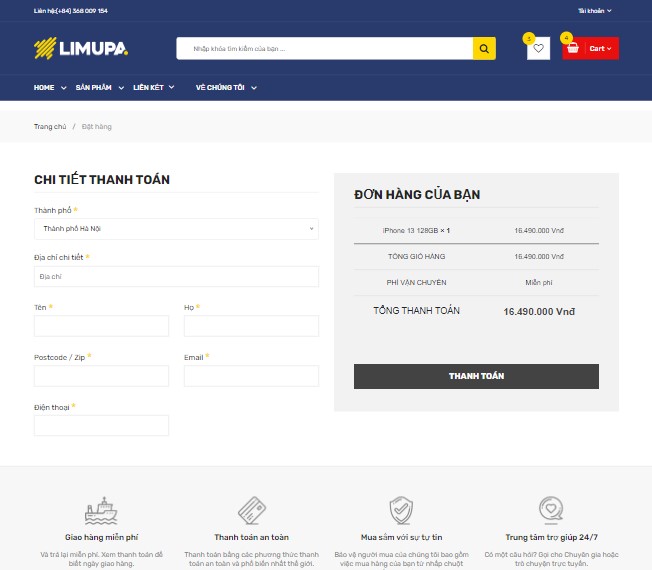 Liên hệ:(+84) 368 009 154
Tài khoản
LIMUPA.
Nhập khóa tìm kiếm của bạn ...
3
4
Cart
HOME
SẢN PHẨM
LIÊN KẾT
VỀ CHÚNG TÔI
Trang chủ / Đặt hàng
CHI TIẾT THANH TOÁN
Thành phố *
Thành phố Hà Nội
Địa chỉ chi tiết *
Địa chỉ
Tên *
Họ *
Postcode / Zip *
Email *
Điện thoại *
ĐƠN HÀNG CỦA BẠN
iPhone 13 128GB × 1 16.490.000 Vnđ
TỔNG GIỎ HÀNG 16.490.000 Vnđ
PHÍ VẬN CHUYỂN Miễn phí
TỔNG THANH TOÁN 16.490.000 Vnđ
THANH TOÁN
Giao hàng miễn phí
Và trả lại miễn phí. Xem thanh toán để
biết ngày giao hàng.
Thanh toán an toàn
Thanh toán bằng các phương thức thanh
toán an toàn và phổ biến nhất thế giới.
Mua sắm với sự tự tin
Bảo vệ người mua của chúng tôi bao gồm
việc mua hàng của bạn từ nhấp chuột
Trung tâm trợ giúp 24/7
Có một câu hỏi? Gọi cho Chuyên gia hoặc
trò chuyện trực tuyến.